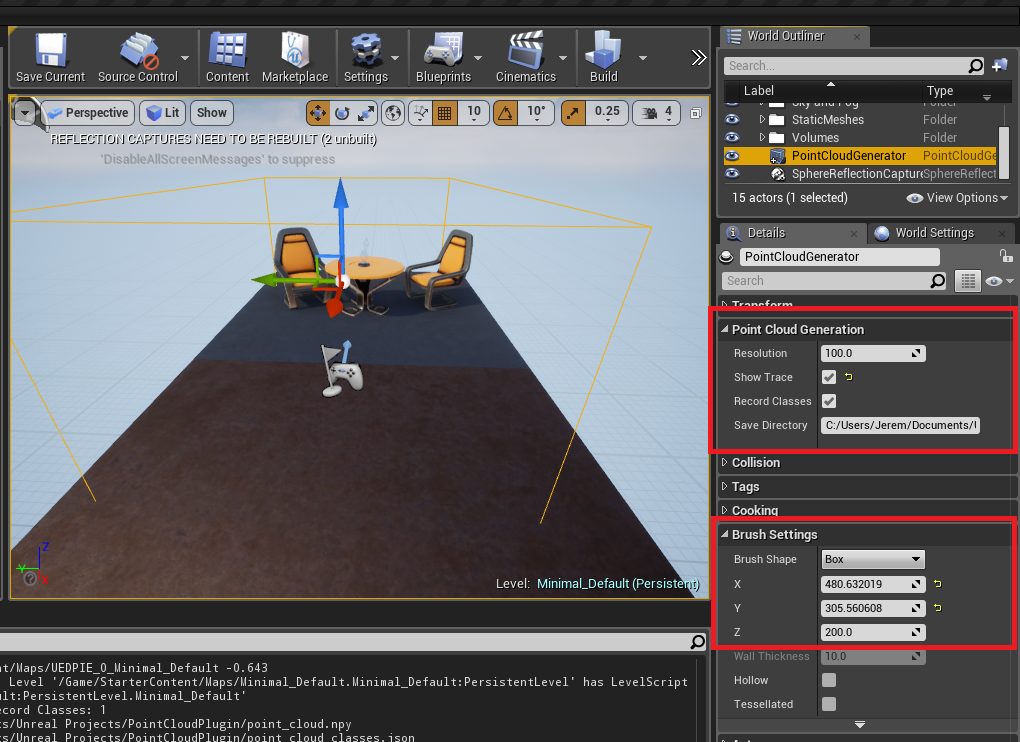 Save Current
Source Control
Content
Marketplace
Settings
Blueprints
Cinematics
Build
Perspective
Lit
Show
10
10°
0.25
4
REFLECTION CAPTURES NEED TO BE REBUILT (2 unbuilt)
'DisableAllScreenMessages' to suppress
Z
Y
X
Level: Minimal_Default (Persistent)
World Outliner
Search...
Label
Type
Sky and Fog
Folder
StaticMeshes
Folder
Volumes
Folder
PointCloudGenerator
PointCloudGe
SphereReflectionCapture
SphereReflect
15 actors (1 selected)
View Options
Details
World Settings
PointCloudGenerator
Search
Transform
Point Cloud Generation
Resolution
100.0
Show Trace
Record Classes
Save Directory
C:/Users/Jerem/Documents/U
Collision
Tags
Cooking
Brush Settings
Brush Shape
Box
X
480.632019
Y
305.560608
Z
200.0
Wall Thickness
10.0
Hollow
Tessellated
nt/Maps/UEDPIE_0_Minimal_Default -0.643
Level '/Game/StarterContent/Maps/Minimal_Default.Minimal_Default:PersistentLevel' has LevelScript
ult:PersistentLevel.Minimal_Default'
ecord Classes: 1
ts/Unreal Projects/PointCloudPlugin/point_cloud.npy
ts/Unreal Projects/PointCloudPlugin/point_cloud_classes.json